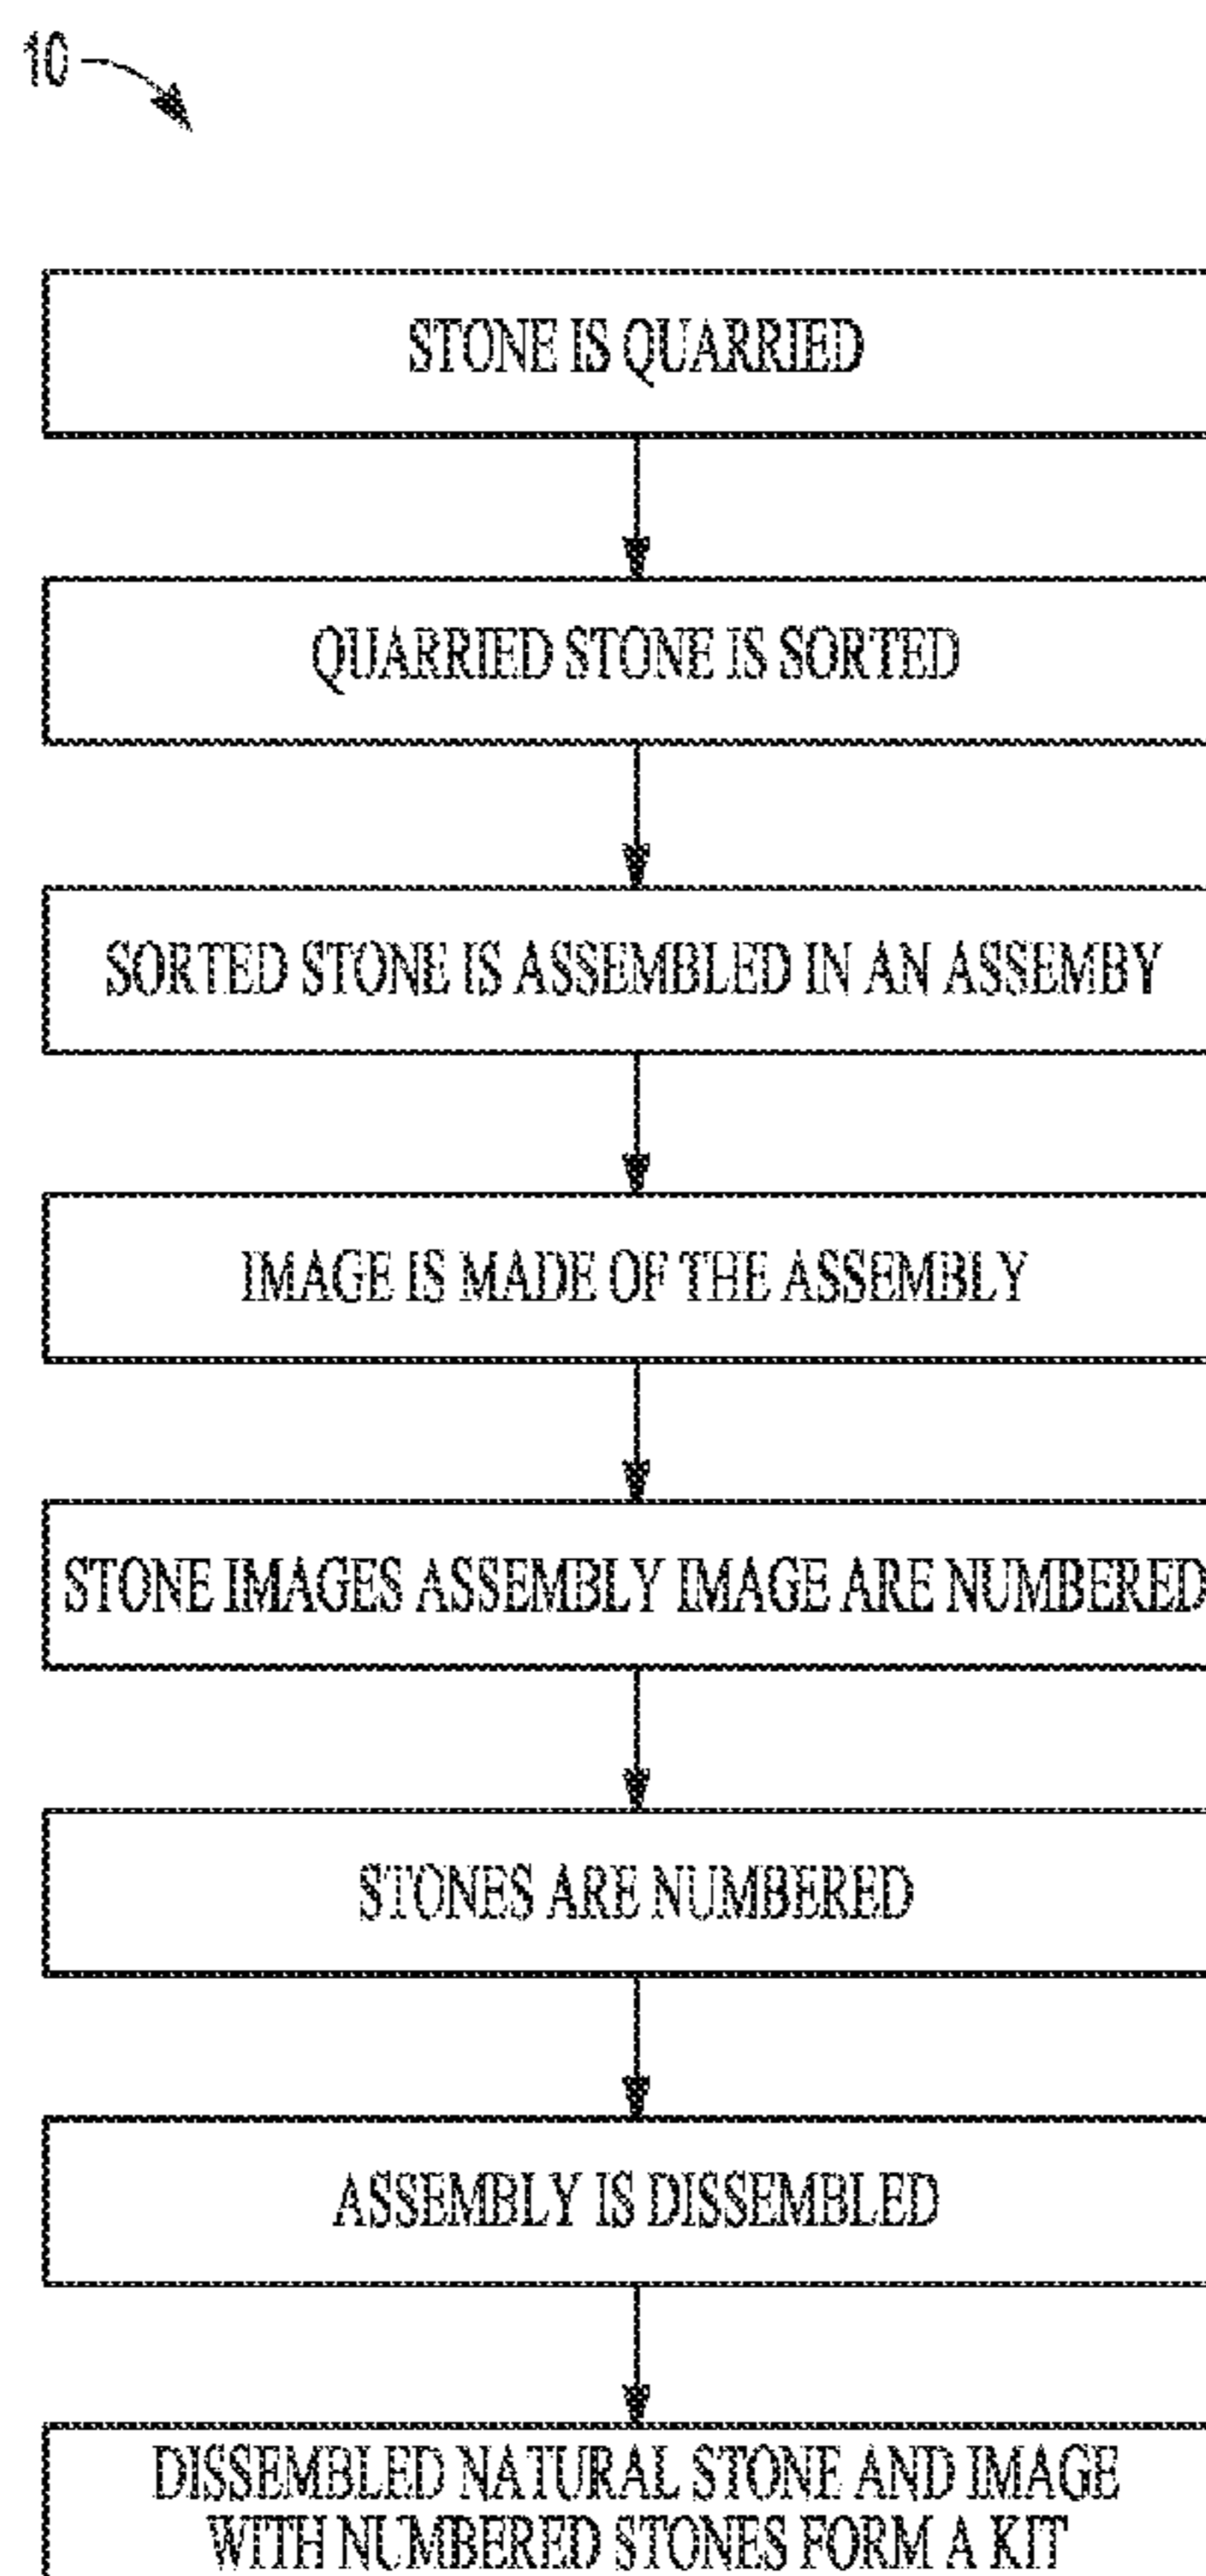 10
STONE IS QUARRIED
QUARRIED STONE IS SORTED
SORTED STONE IS ASSEMBLED IN AN ASSEMBY
IMAGE IS MADE OF THE ASSEMBLY
STONE IMAGES ASSEMBLY IMAGE ARE NUMBERED
STONES ARE NUMBERED
ASSEMBLY IS DISSEMBLED
DISSEMBLED NATURAL STONE AND IMAGE
WITH NUMBERED STONES FORM A KIT